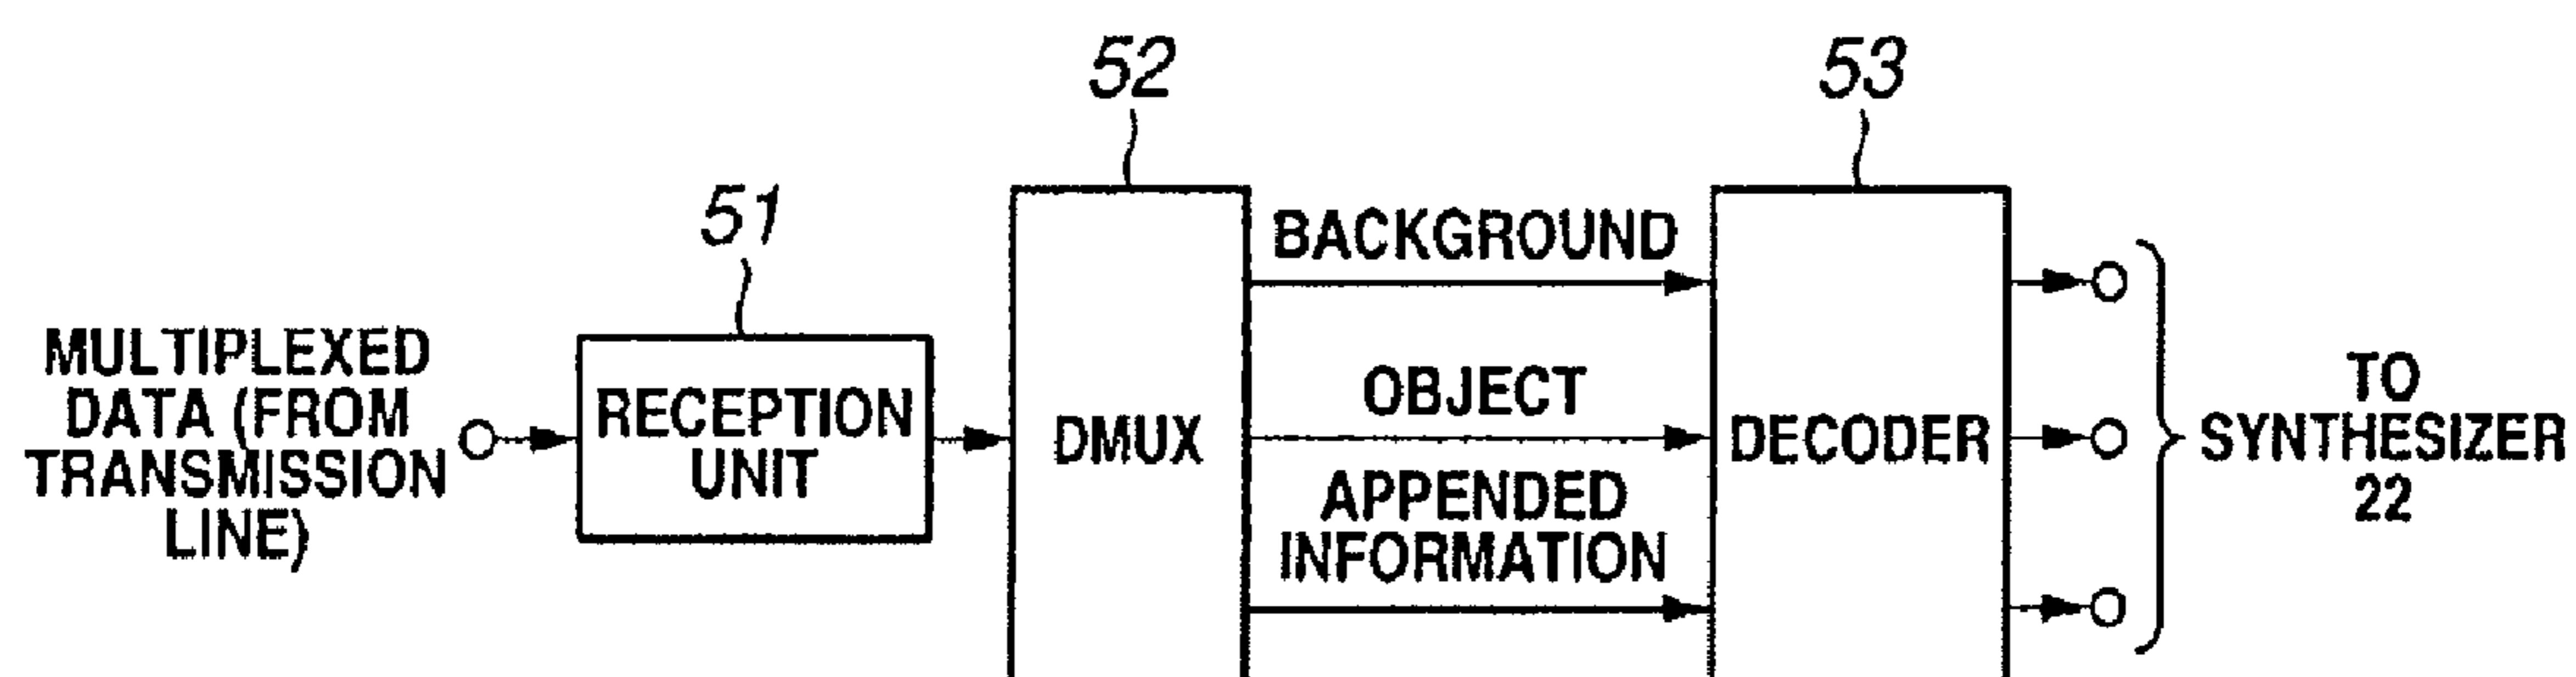 52
53
51
BACKGROUND
MULTIPLEXED
DATA (FROM
TRANSMISSION
LINE)
RECEPTION
UNIT
DMUX
OBJECT
APPENDED
INFORMATION
DECODER
TO
SYNTHESIZER
22